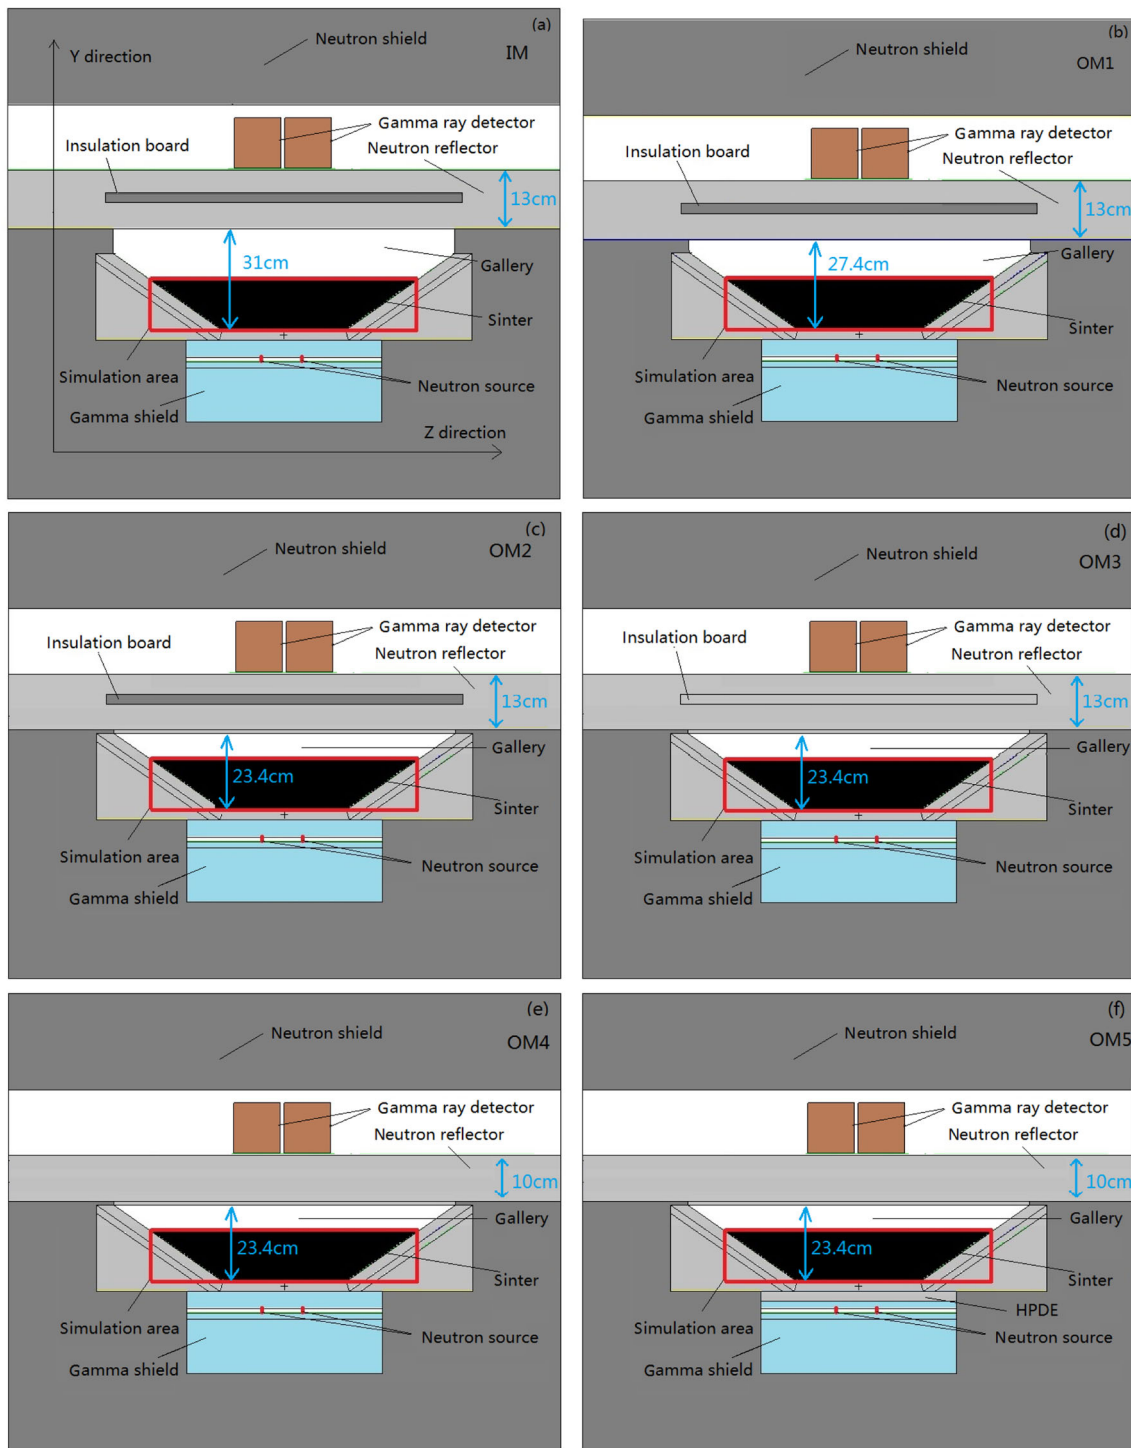 (a)
Neutron shield
Y direction
IM
Gamma ray detector
Insulation board
Neutron reflector
13cm
31cm
Gallery
Sinter
Simulation area
Neutron source
Gamma shield
Z direction
(b)
OM1
Neutron shield
Gamma ray detector
Insulation board
Neutron reflector
13cm
27.4cm
Gallery
Sinter
Simulation area
Neutron source
Gamma shield
(c)
Neutron shield
OM2
Gamma ray detector
Insulation board
Neutron reflector
13cm
Gallery
23.4cm
Sinter
Simulation area
Neutron source
Gamma shield
(d)
Neutron shield
OM3
Gamma ray detector
Insulation board
Neutron reflector
13cm
Gallery
23.4cm
Sinter
Simulation area
Neutron source
Gamma shield
(e)
Neutron shield
OM4
Gamma ray detector
Neutron reflector
10cm
Gallery
23.4cm
Sinter
Simulation area
Neutron source
Gamma shield
(f)
Neutron shield
OM5
Gamma ray detector
Neutron reflector
10cm
Gallery
23.4cm
Sinter
HPDE
Simulation area
Neutron source
Gamma shield